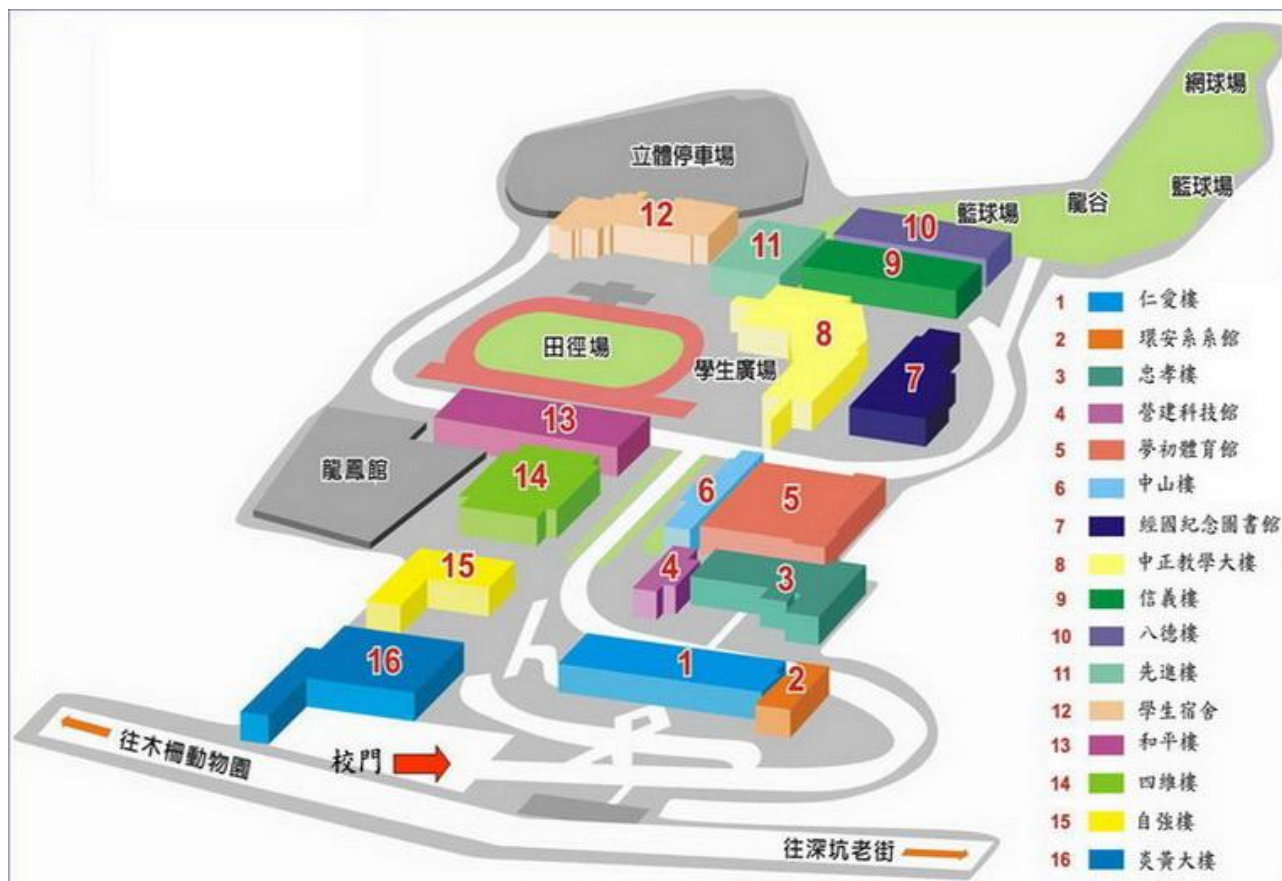 網球場
立體停車場
籃球場
12
籃球場
龍谷
10
11
9
田徑場
8
學生廣場
7
13
龍鳳館
14
6
5
15
4
3
16
1
2
往木柵動物園
校門
往深坑老街
1 仁愛樓
2 環安系系館
3 忠孝樓
4 營建科技館
5 夢初體育館
6 中山樓
7 經國紀念圖書館
8 中正教學大樓
9 信義樓
10 八德樓
11 先進樓
12 學生宿舍
13 和平樓
14 四維樓
15 自強樓
16 炎黃大樓